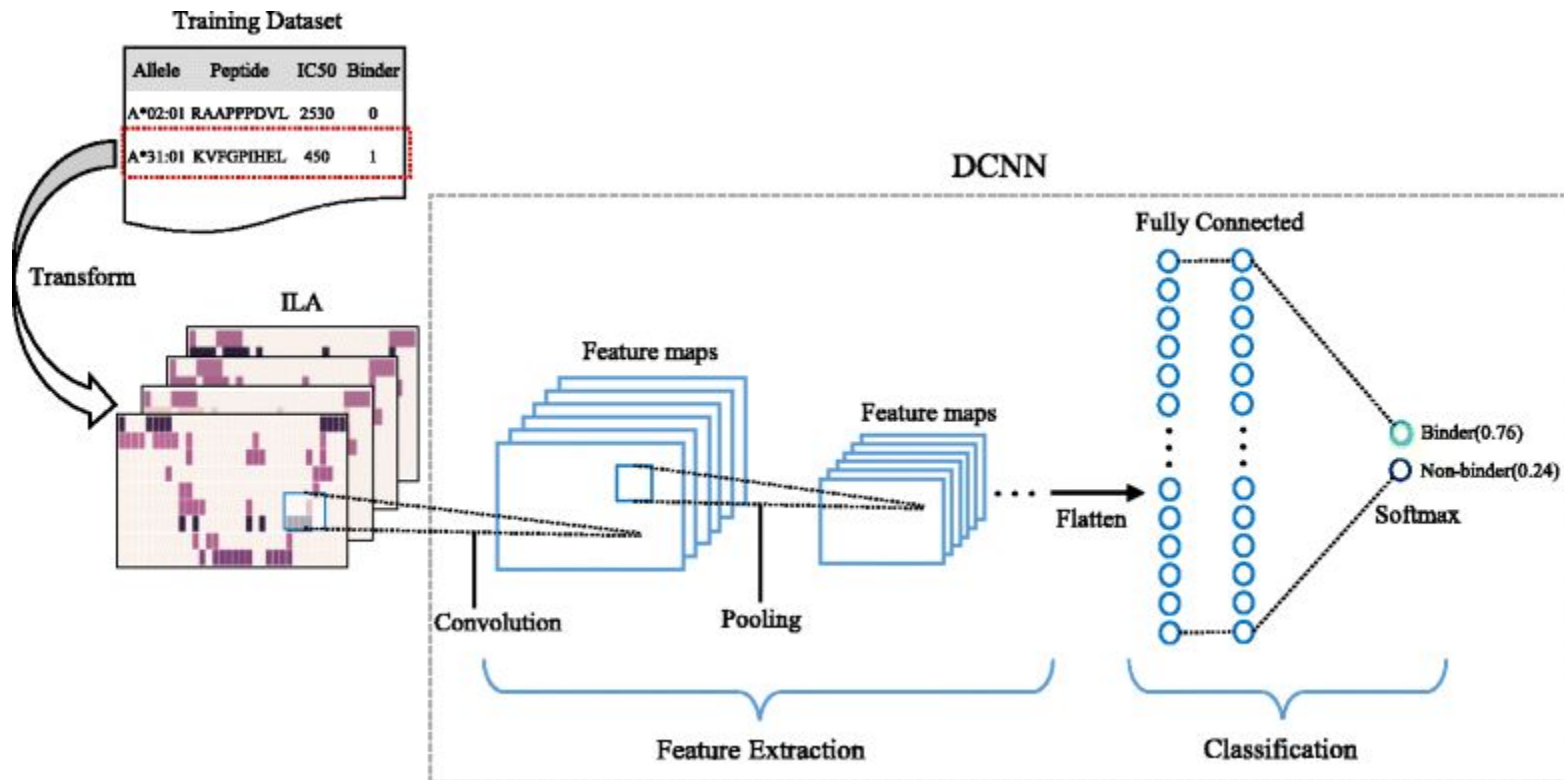 Training Dataset
Allele Peptide IC50 Binder
A*02:01 RAAPPPDVL 2530 0
A*31:01 KVFGPIHEL 450 1
Transform
ILA
DCNN
Feature maps
Feature maps
Fully Connected
Binder(0.76)
Non-binder(0.24)
Softmax
Flatten
Convolution
Pooling
Feature Extraction
Classification